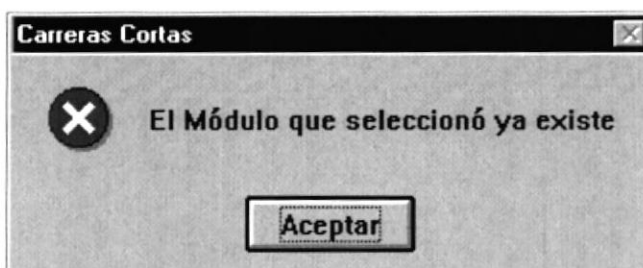 Carreras Cortas
El Módulo que seleccionó ya existe
Aceptar